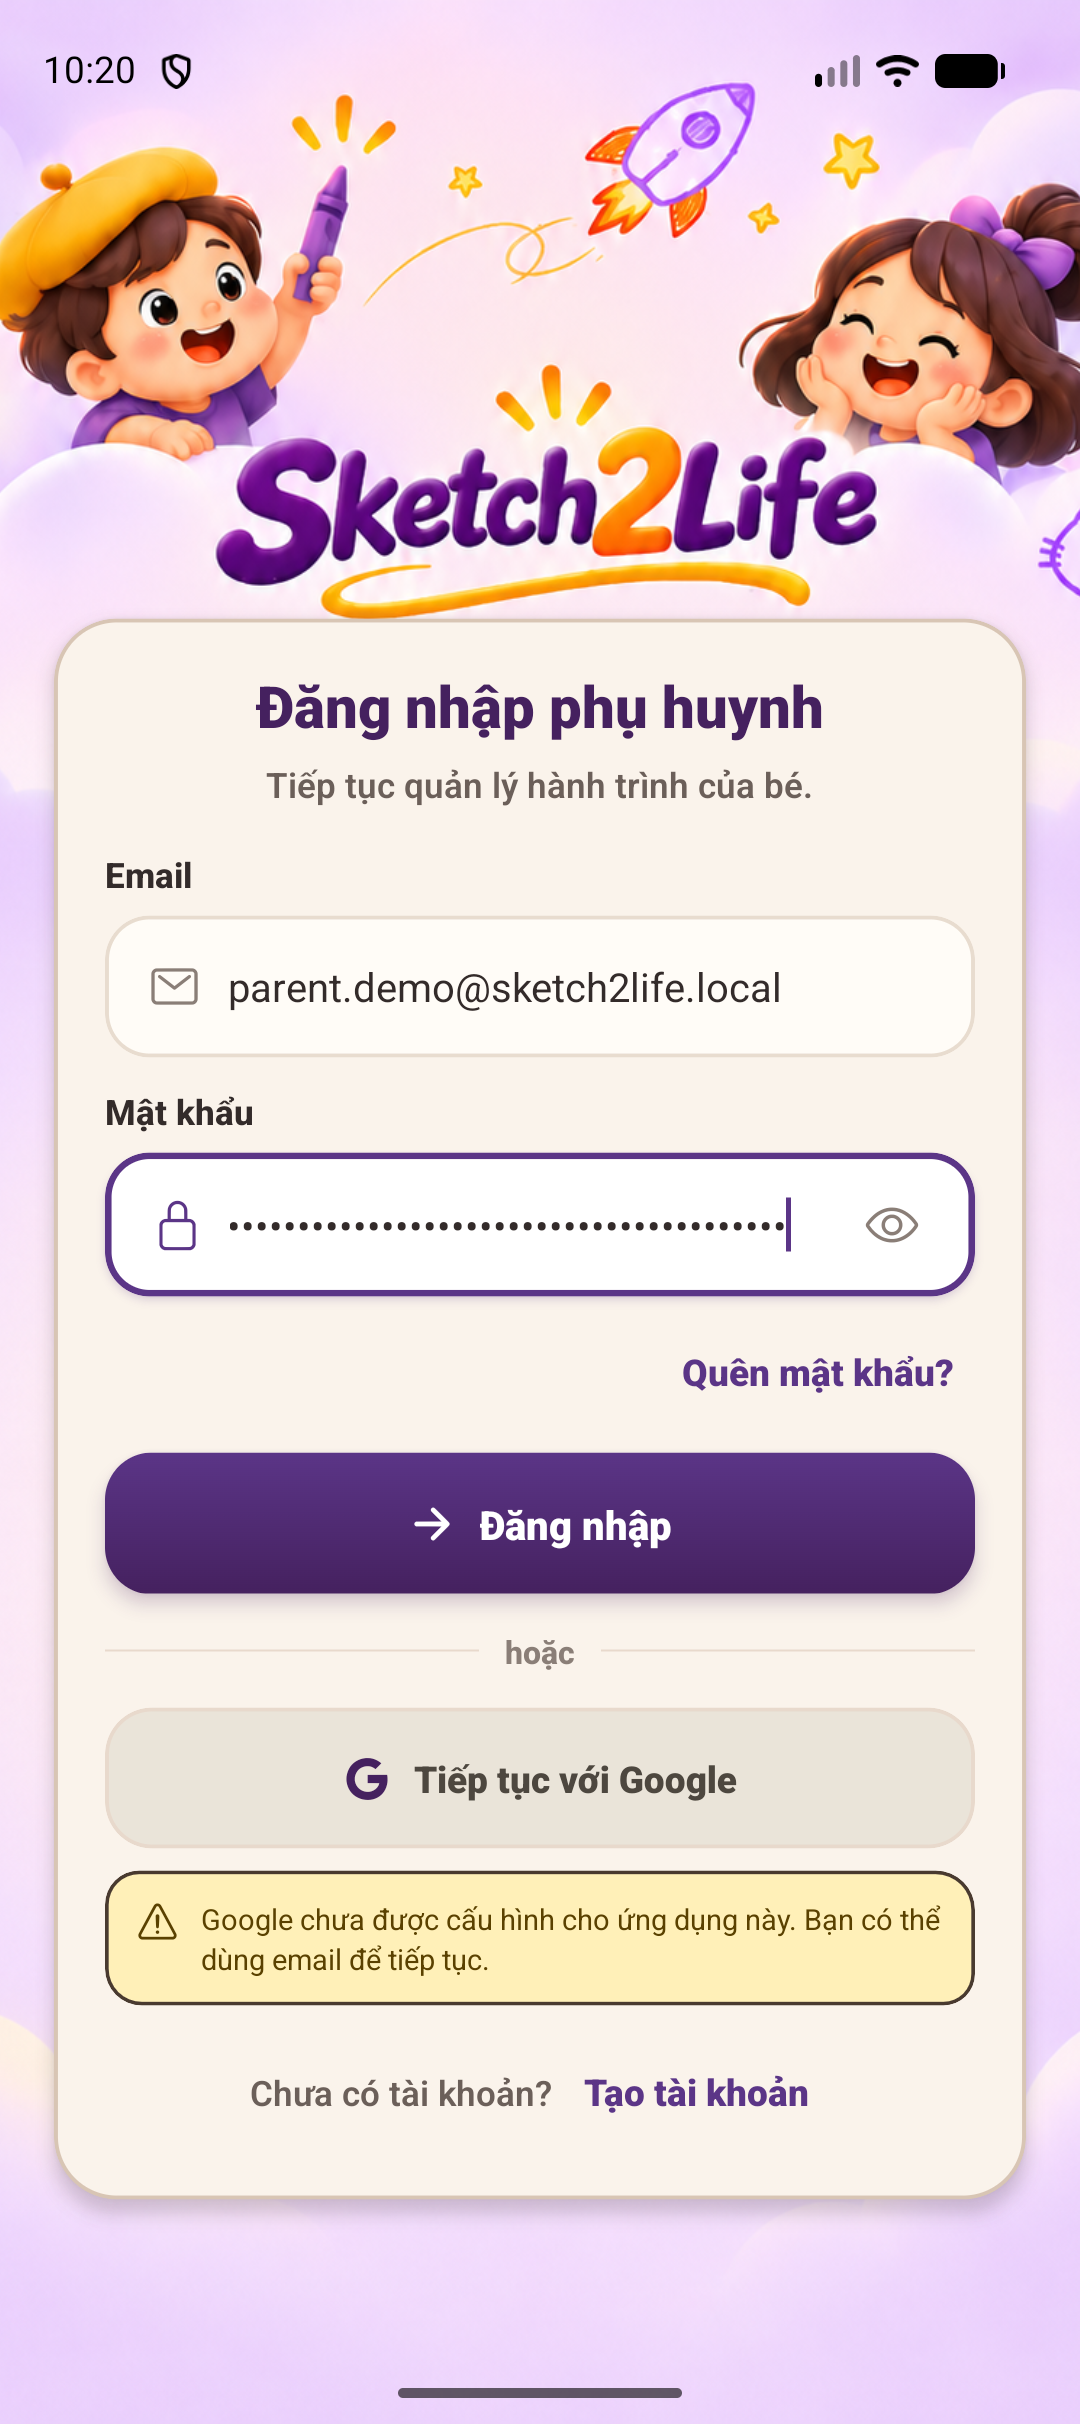 10:20
Sketch2Life
Đăng nhập phụ huynh
Tiếp tục quản lý hành trình của bé.
Email
parent.demo@sketch2life.local
Mật khẩu
Quên mật khẩu?
Đăng nhập
hoặc
Tiếp tục với Google
Google chưa được cấu hình cho ứng dụng này. Bạn có thể
dùng email để tiếp tục.
Chưa có tài khoản? Tạo tài khoản